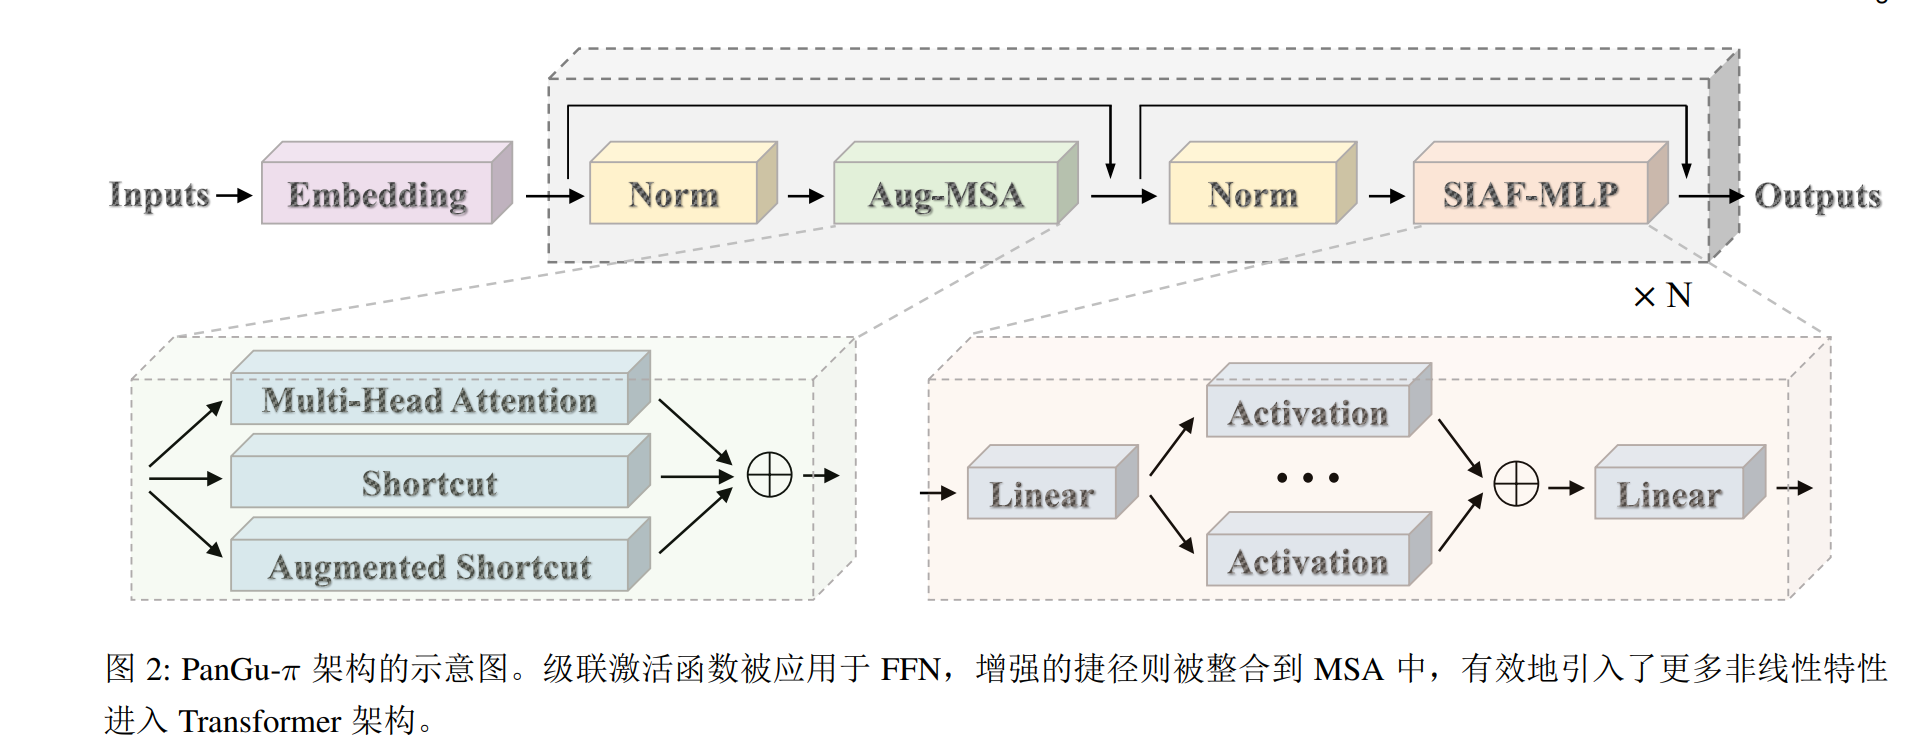 Inputs
Embedding
Norm
Aug-MSA
Norm
SIAF-MLP
Outputs
× N
Multi-Head Attention
Shortcut
Augmented Shortcut
Linear
Activation
• • •
Activation
Linear
图 2: PanGu-π 架构的示意图。级联激活函数被应用于 FFN，增强的捷径则被整合到 MSA 中，有效地引入了更多非线性特性
进入 Transformer 架构。